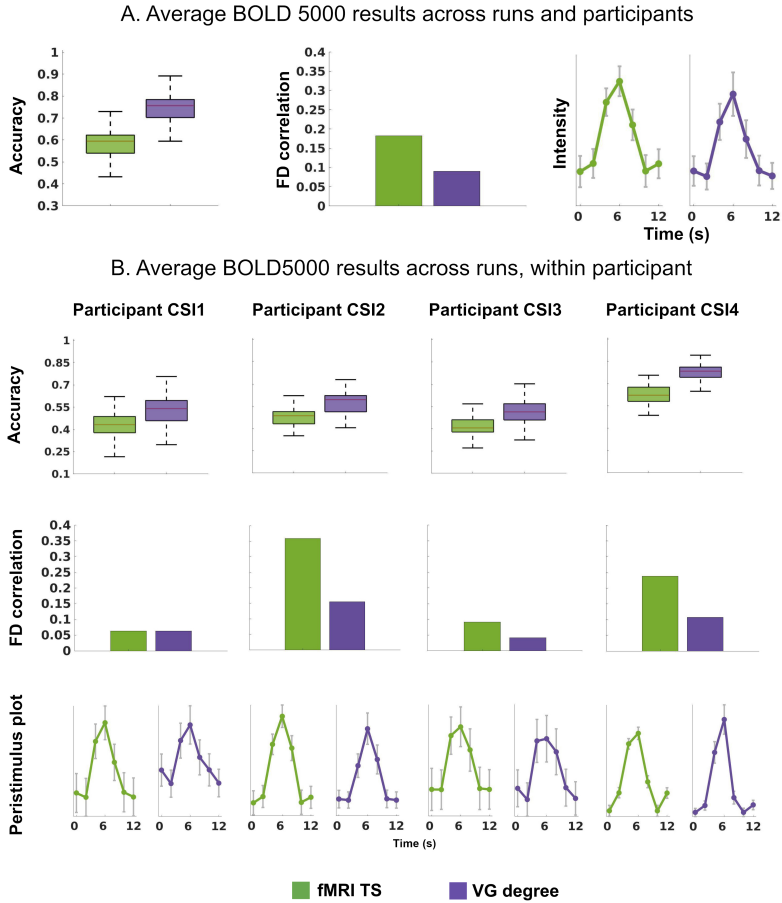 A. Average BOLD 5000 results across runs and participants
Accuracy
1
0.9
0.8
0.7
0.6
0.5
0.4
0.3
FD correlation
0.4
0.35
0.3
0.25
0.2
0.15
0.1
0.05
0
Intensity
0 6 12 0 6 12
Time (s)
B. Average BOLD5000 results across runs, within participant
Participant CSI1 Participant CSI2 Participant CSI3 Participant CSI4
Accuracy
1
0.85
0.7
0.55
0.4
0.25
0.1
FD correlation
0.4
0.35
0.3
0.25
0.2
0.15
0.1
0.05
0
Peristimulus plot
0 6 12 0 6 12 0 6 12 0 6 12 0 6 12 0 6 12 0 6 12 0 6 12
Time (s)
fMRI TS VG degree